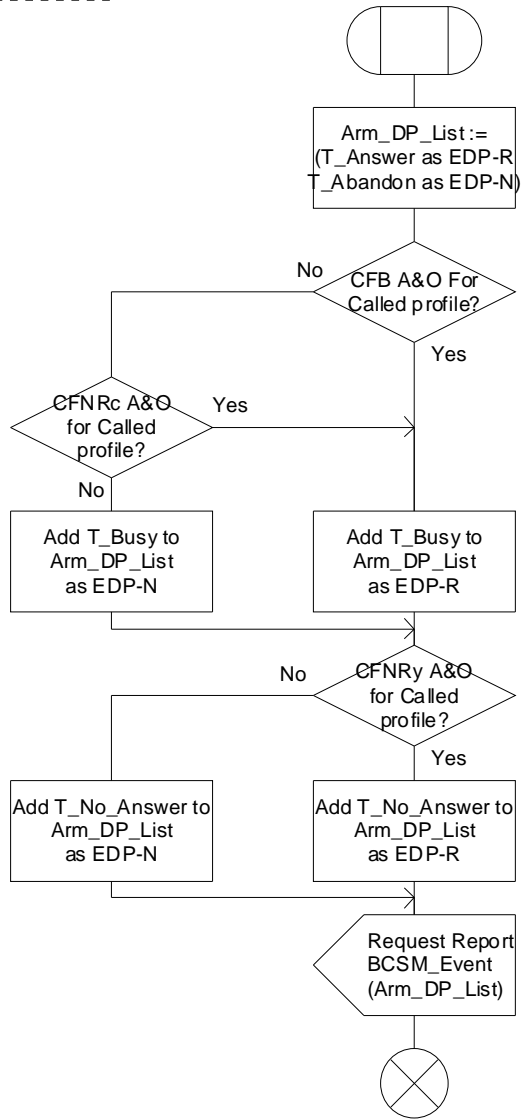 Arm_DP_List :=
(T_Answer as EDP-R
T_Abandon as EDP-N)
No
CFB A&O For
Called profile?
Yes
CFNRc A&O
for Called
profile?
Yes
No
Add T_Busy to
Arm_DP_List
as EDP-N
Add T_Busy to
Arm_DP_List
as EDP-R
No
CFNRy A&O
for Called
profile?
Yes
Add T_No_Answer to
Arm_DP_List
as EDP-N
Add T_No_Answer to
Arm_DP_List
as EDP-R
Request Report
BCSM_Event
(Arm_DP_List)